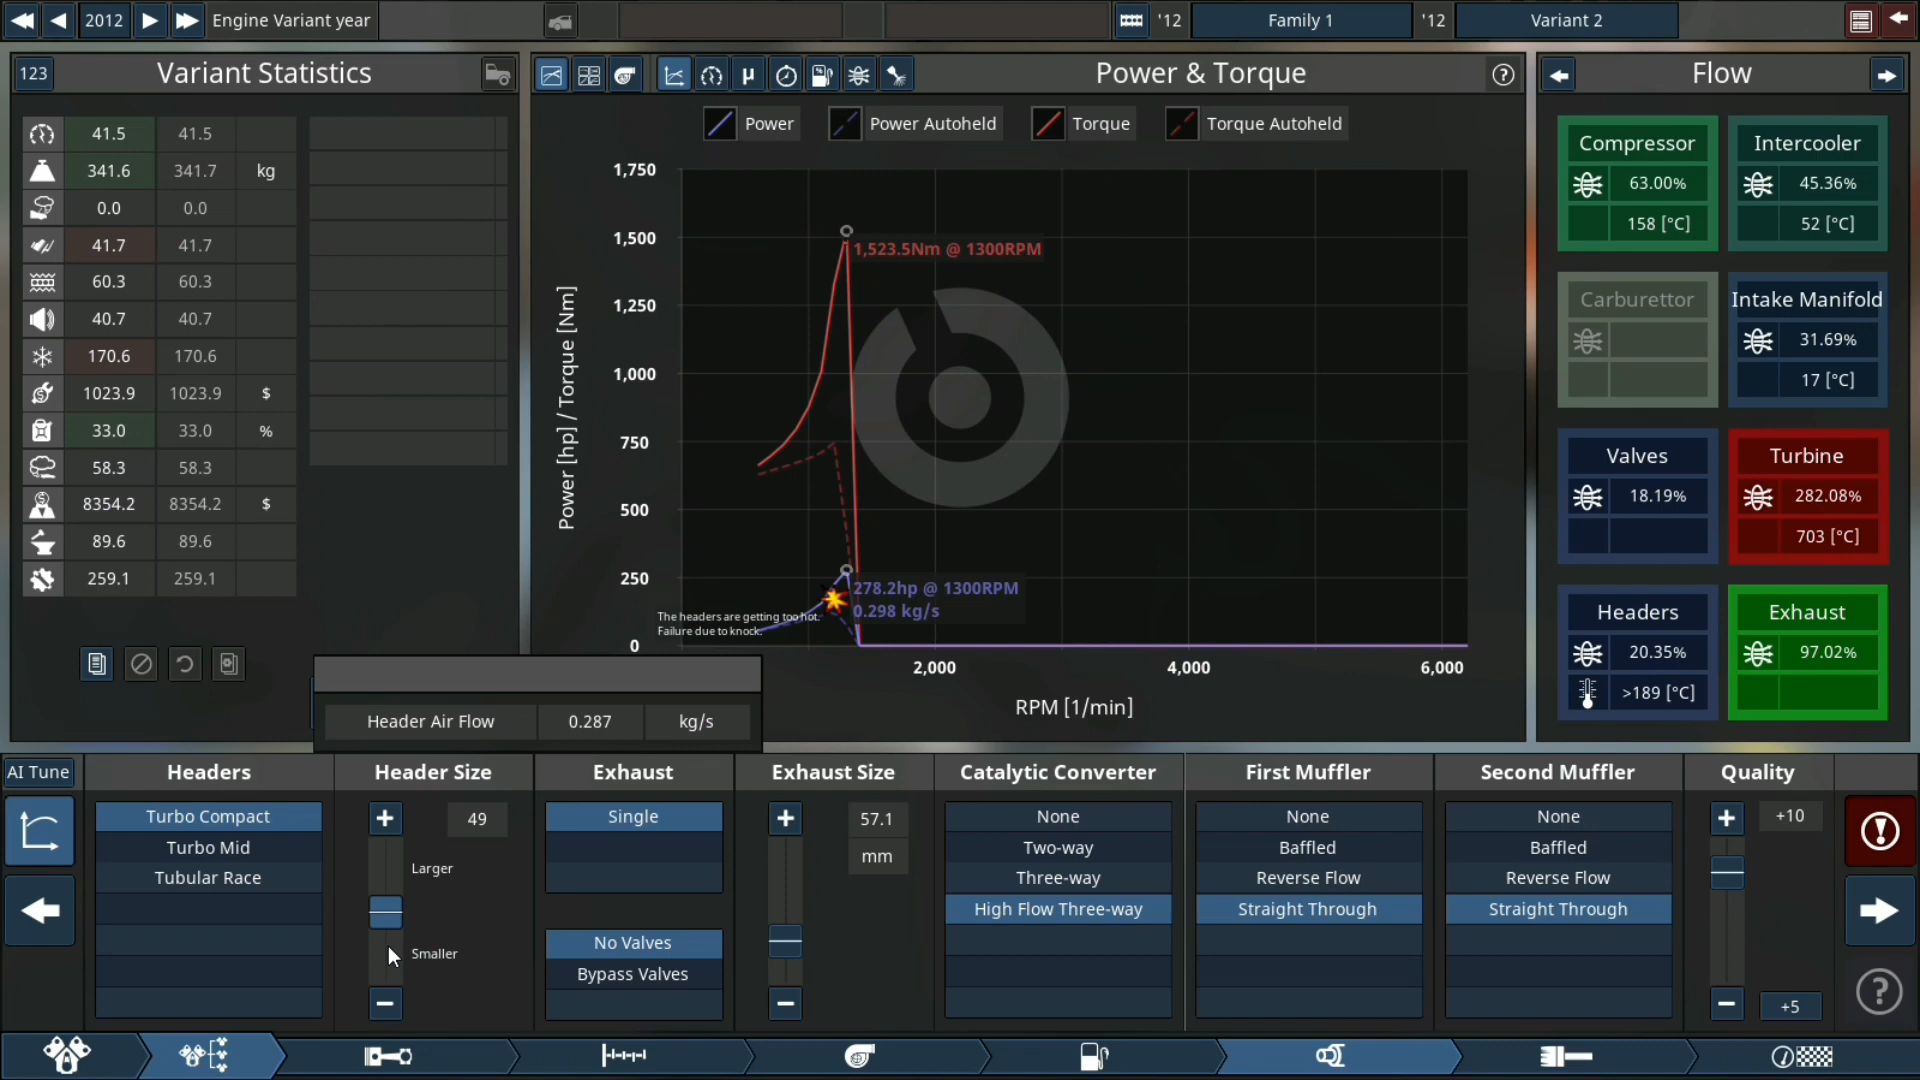 2012
Engine Variant year
'12
Family 1
'12
Variant 2
123
Variant Statistics
41.5 41.5
341.6 341.7 kg
0.0 0.0
41.7 41.7
60.3 60.3
40.7 40.7
170.6 170.6
1023.9 1023.9 $
33.0 33.0 %
58.3 58.3
8354.2 8354.2 $
89.6 89.6
259.1 259.1
μ
Power & Torque
?
Power
Power Autoheld
Torque
Torque Autoheld
Power [hp] / Torque [Nm]
1,750
1,500
1,250
1,000
750
500
250
0
1,523.5Nm @ 1300RPM
278.2hp @ 1300RPM
0.298 kg/s
The headers are getting too hot.
Failure due to knock.
2,000
4,000
6,000
RPM [1/min]
Flow
Compressor
63.00%
158 [°C]
Intercooler
45.36%
52 [°C]
Carburettor
Intake Manifold
31.69%
17 [°C]
Valves
18.19%
Turbine
282.08%
703 [°C]
Headers
20.35%
>189 [°C]
Exhaust
97.02%
Header Air Flow 0.287 kg/s
AI Tune
Headers
Turbo Compact
Turbo Mid
Tubular Race
Header Size
49
Larger
Smaller
Exhaust
Single
No Valves
Bypass Valves
Exhaust Size
57.1
mm
Catalytic Converter
None
Two-way
Three-way
High Flow Three-way
First Muffler
None
Baffled
Reverse Flow
Straight Through
Second Muffler
None
Baffled
Reverse Flow
Straight Through
Quality
+10
+5
?